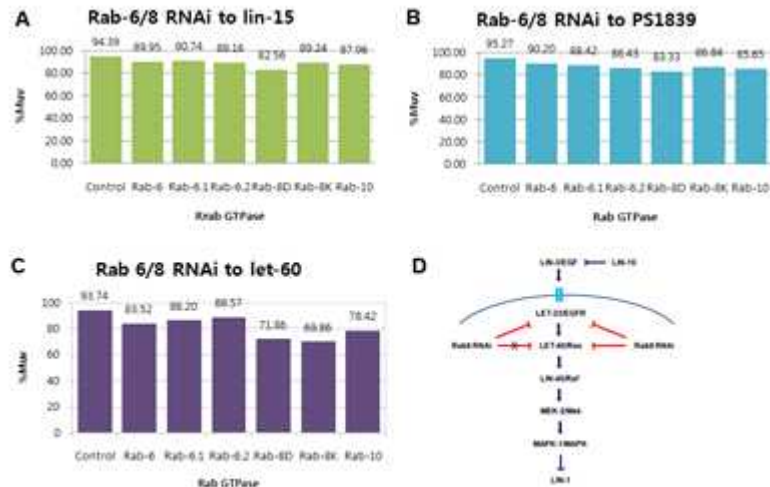 A
Rab-6/8 RNAi to lin-15
94.39 89.95 90.74 89.16 82.56 89.24 87.96
100.00
80.00
60.00
40.00
20.00
0.00
%Muv
Control Rab-6 Rab-6.1 Rab-6.2 Rab-8D Rab-8K Rab-10
Rrab GTPase
B
Rab-6/8 RNAi to PS1839
95.27 90.20 88.42 86.43 83.33 86.84 85.65
100.00
80.00
60.00
40.00
20.00
0.00
%Muv
Control Rab-6 Rab-6.1 Rab-6.2 Rab-8D Rab-8K Rab-10
Rab GTPase
C
Rab 6/8 RNAi to let-60
93.74 83.52 86.20 88.57 71.86 69.86 78.42
100
80
60
40
20
0
%Muv
Control Rab-6 Rab-6.1 Rab-6.2 Rab-8D Rab-8K Rab-10
Rab GTPase
D
LIN-3/EGF LIN-15
LET-23/EGFR
Rab6 RNAi LET-60/Ras Rab8 RNAi
LIN-45/Raf
MEK-2/Mek
MAPK-1/MAPK
LIN-1